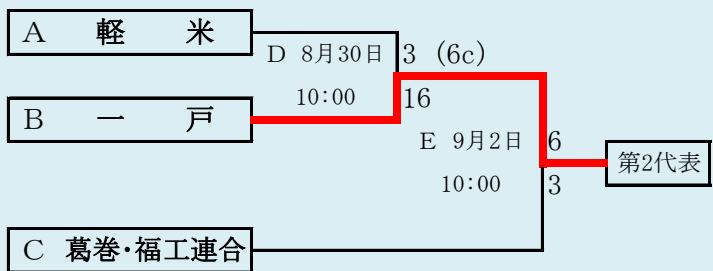 A 軽 米
D 8月30日 3 (6c)
10:00 16
B 一 戸
E 9月2日 6
第2代表
10:00 3
C 葛巻・福工連合